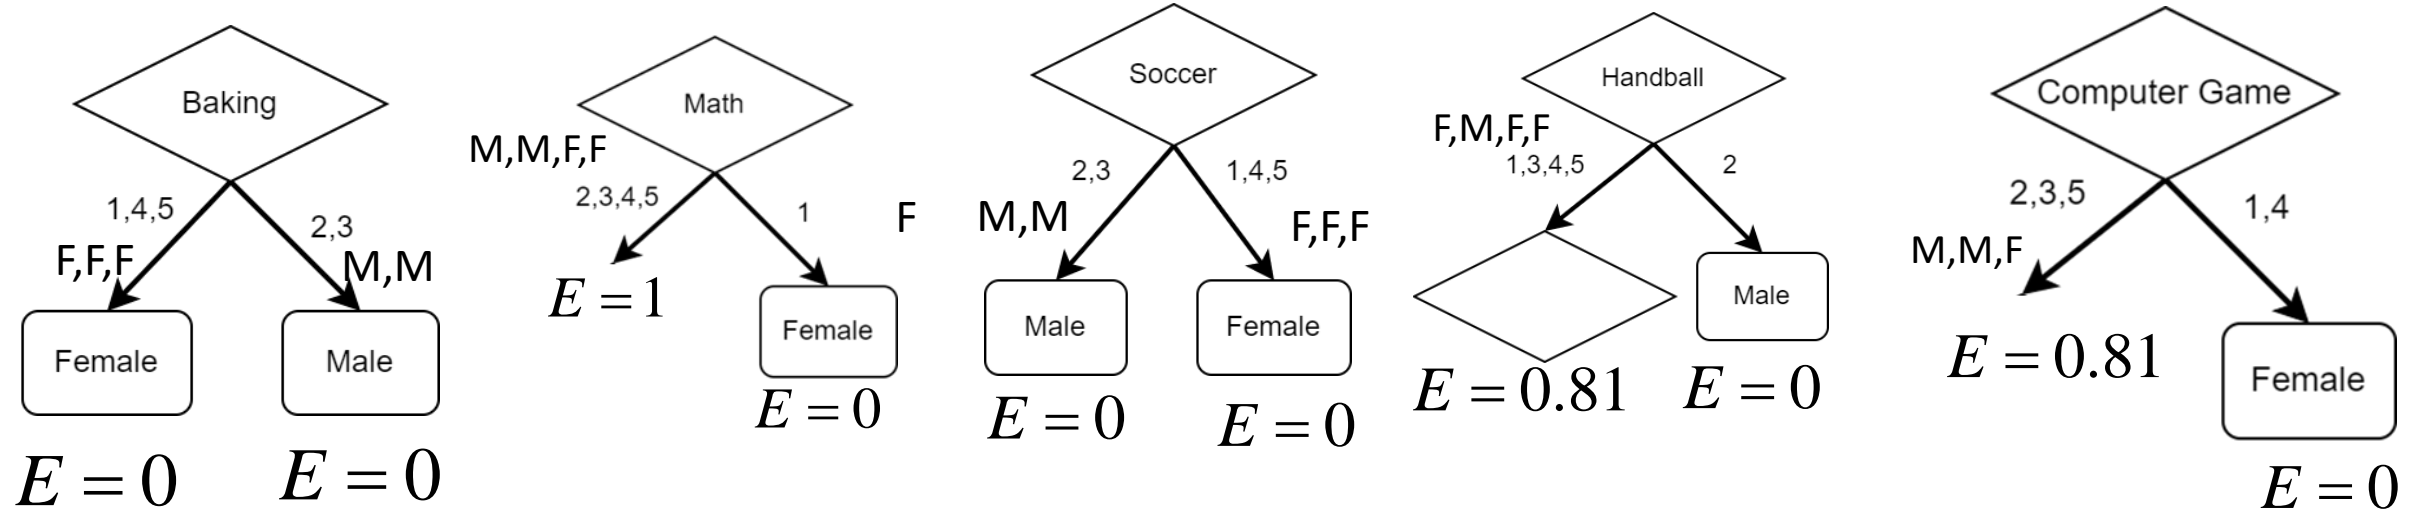 Baking
1,4,5
2,3
F,F,F
M,M
Female
Male
E = 0
E = 0
Math
M,M,F,F
2,3,4,5
1
F
E = 1
Female
E = 0
Soccer
2,3
1,4,5
M,M
F,F,F
Male
Female
E = 0
E = 0
Handball
F,M,F,F
1,3,4,5
2
Male
E = 0.81
E = 0
Computer Game
2,3,5
1,4
M,M,F
E = 0.81
Female
E = 0